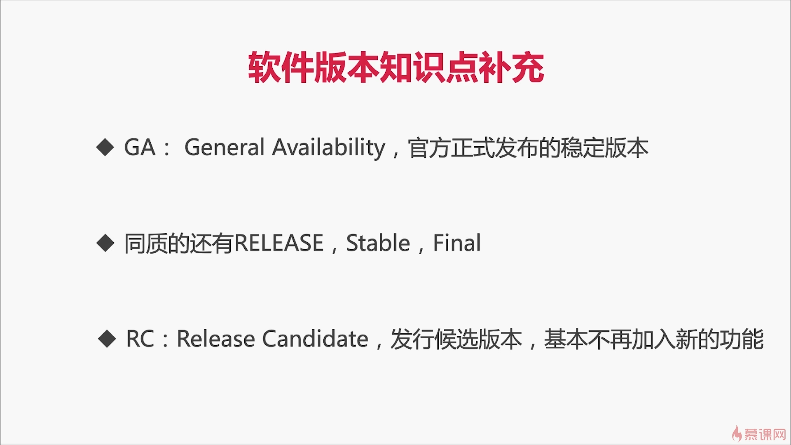 软件版本知识点补充
◆ GA： General Availability，官方正式发布的稳定版本
◆ 同质的还有RELEASE，Stable，Final
◆ RC：Release Candidate，发行候选版本，基本不再加入新的功能
慕课网